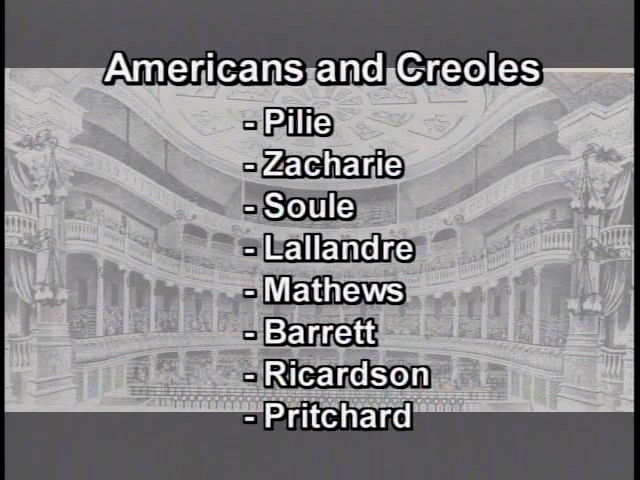 Americans and Creoles
- Pilie
- Zacharie
- Soule
- Lallandre
- Mathews
- Barrett
- Ricardson
- Pritchard